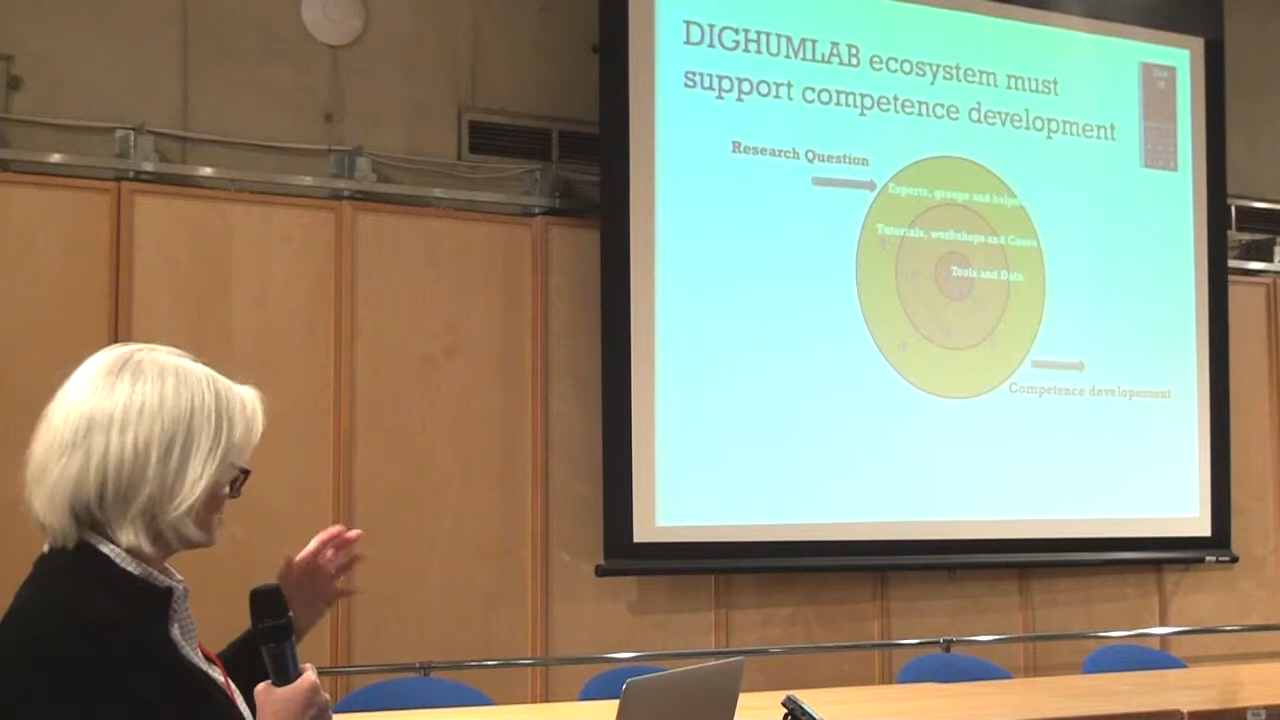 DIGHUMLAB ecosystem must
support competence development
Research Question
Experts, groups and helpe
Tutorials, workshops and Cases
Tools and Data
Competence developement